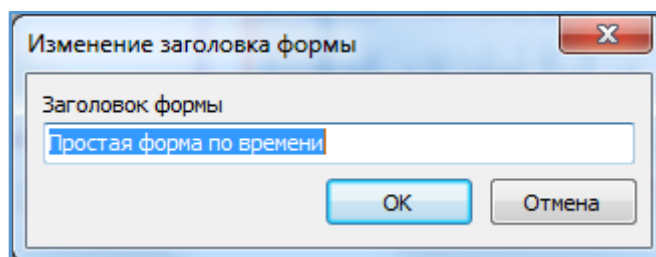 Изменение заголовка формы
Заголовок формы
Простая форма по времени
OK Отмена